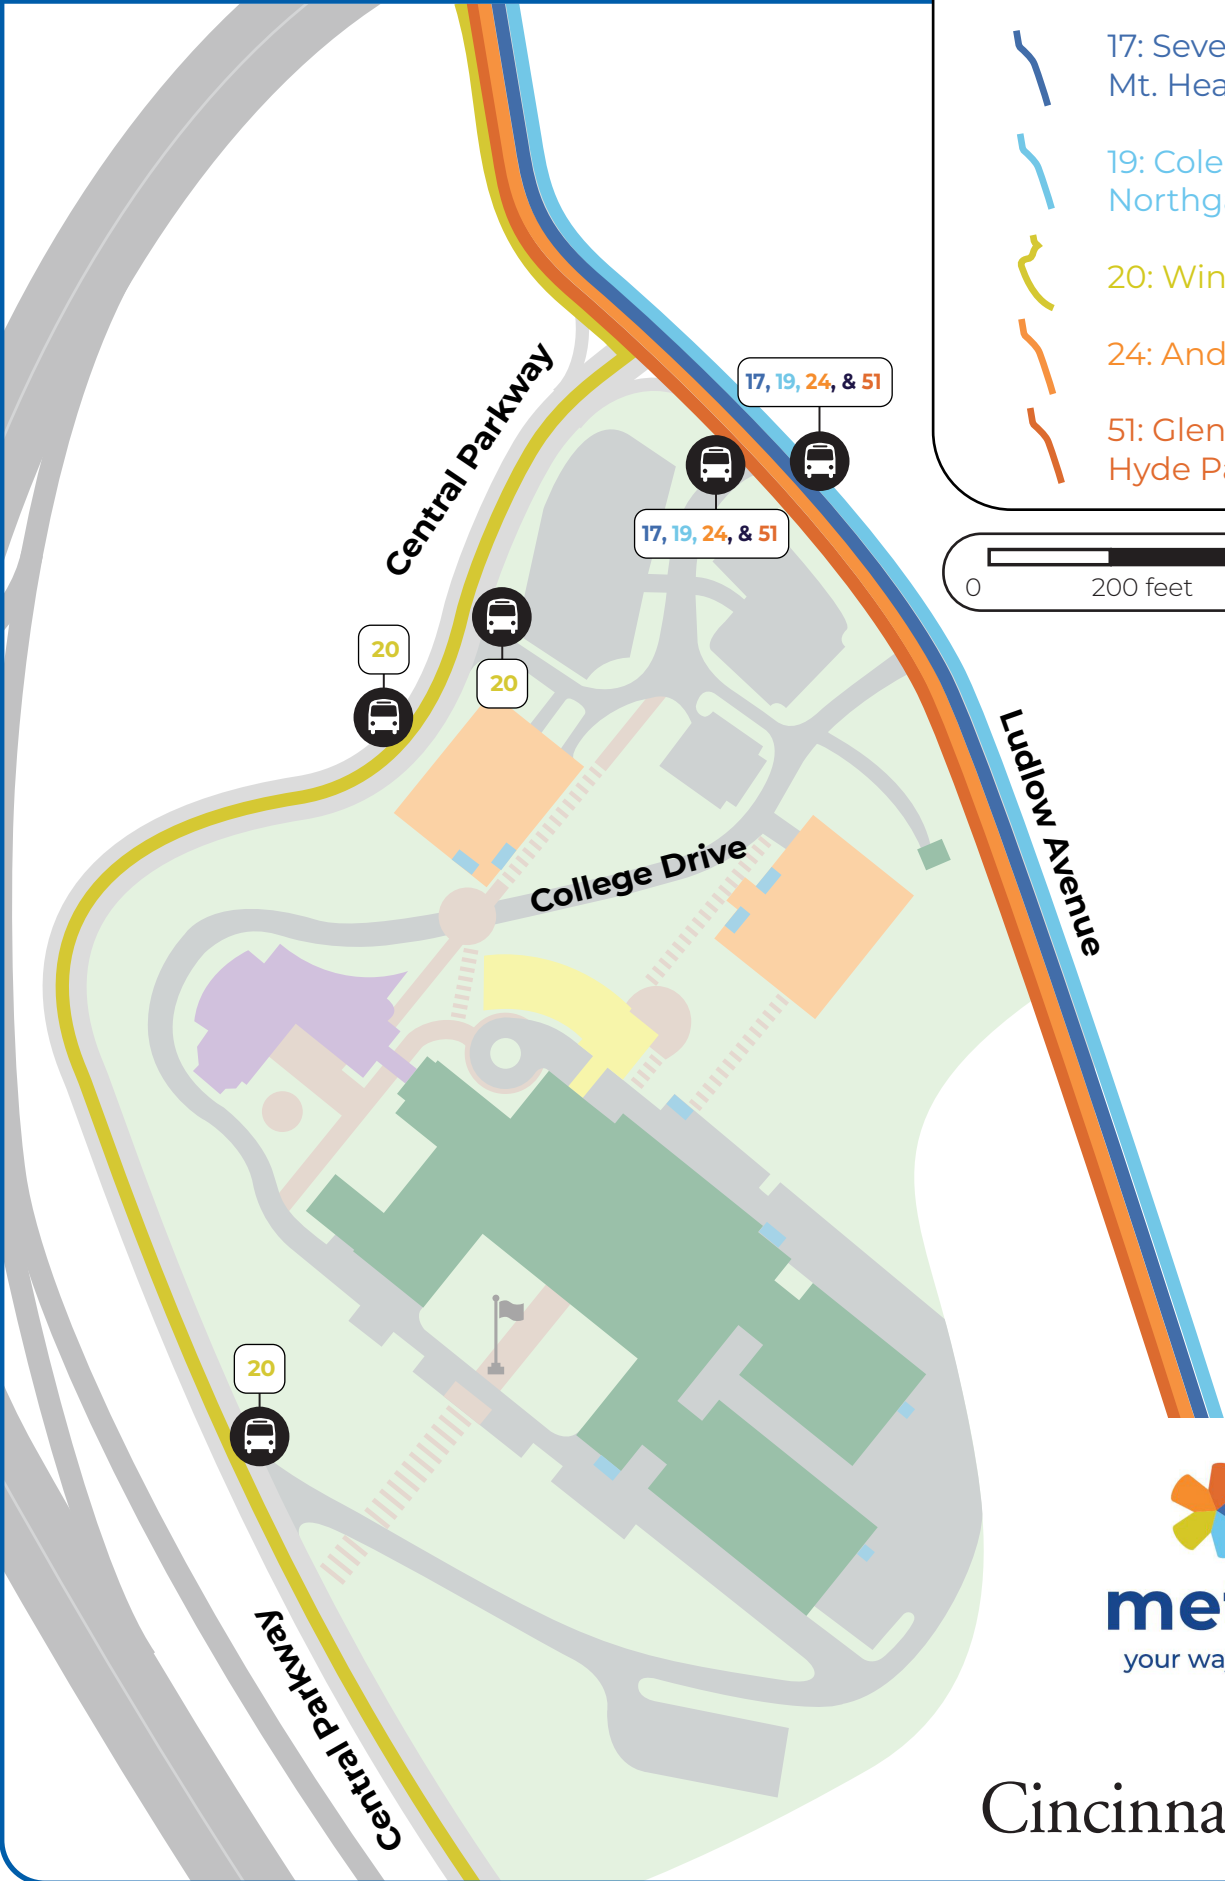 17: Seve
Mt. Hea
19: Cole
Northg
20: Win
24: And
51: Glen
Hyde Pa
0
200 feet
17, 19, 24, & 51
17, 19, 24, & 51
Central Parkway
20
20
Ludlow Avenue
College Drive
20
Central Parkway
me
your wa
Cincinna